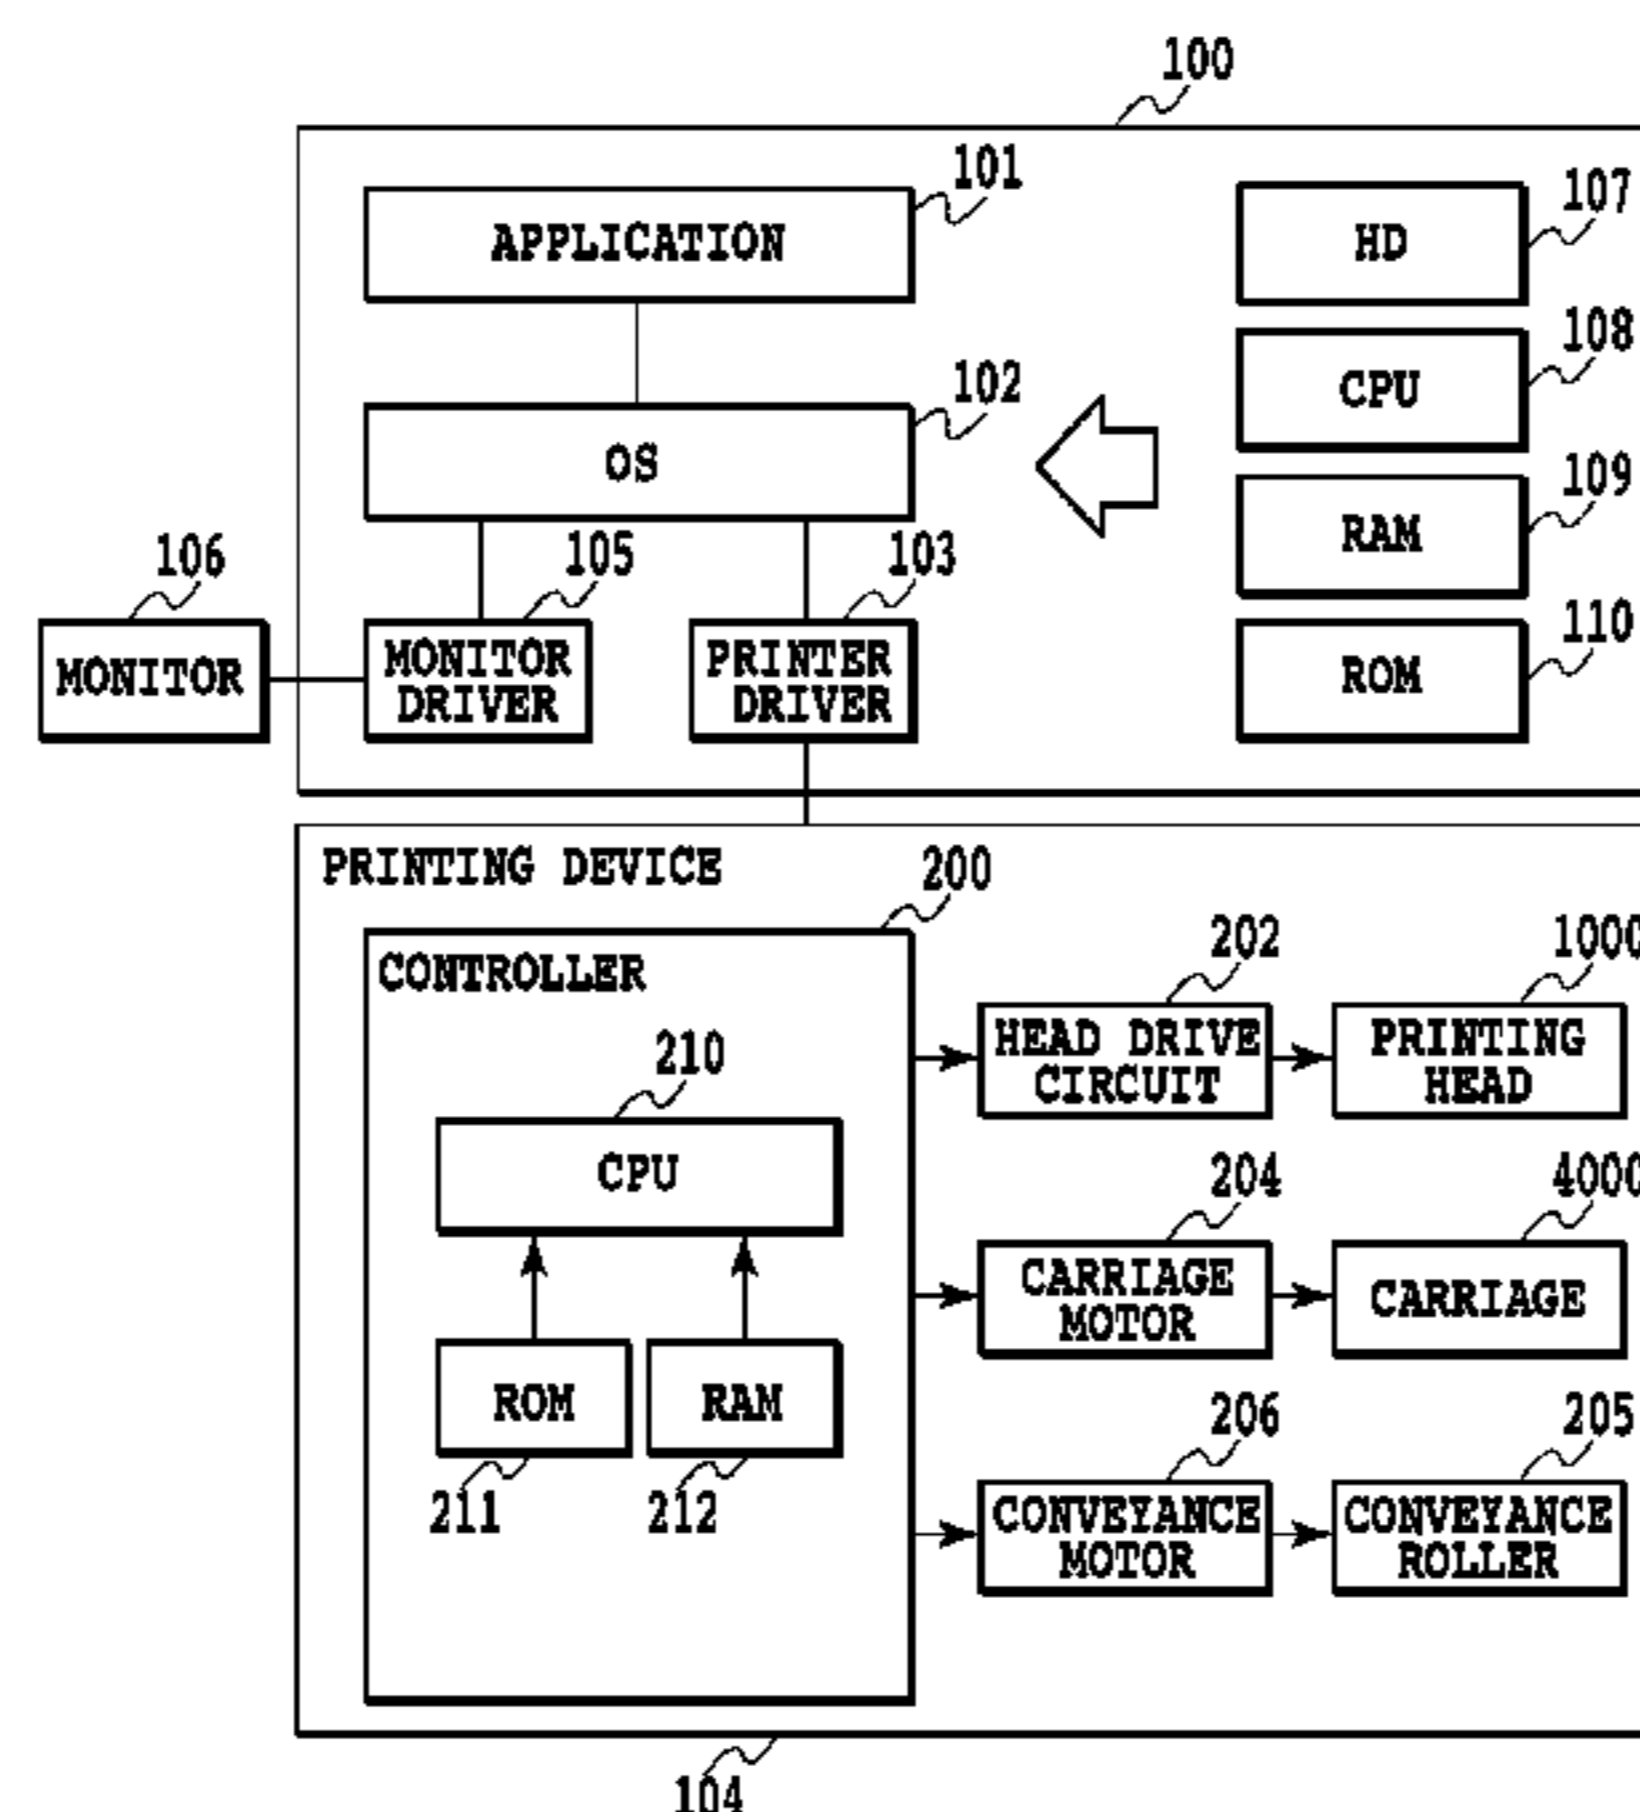 100
101
APPLICATION
107
HD
108
CPU
102
OS
109
RAM
106
105
103
110
MONITOR
MONITOR
DRIVER
PRINTER
DRIVER
ROM
PRINTING DEVICE
200
CONTROLLER
202
1000
HEAD DRIVE
CIRCUIT
PRINTING
HEAD
210
CPU
204
4000
CARRIAGE
MOTOR
CARRIAGE
ROM
RAM
206
205
211
212
CONVEYANCE
MOTOR
CONVEYANCE
ROLLER
104